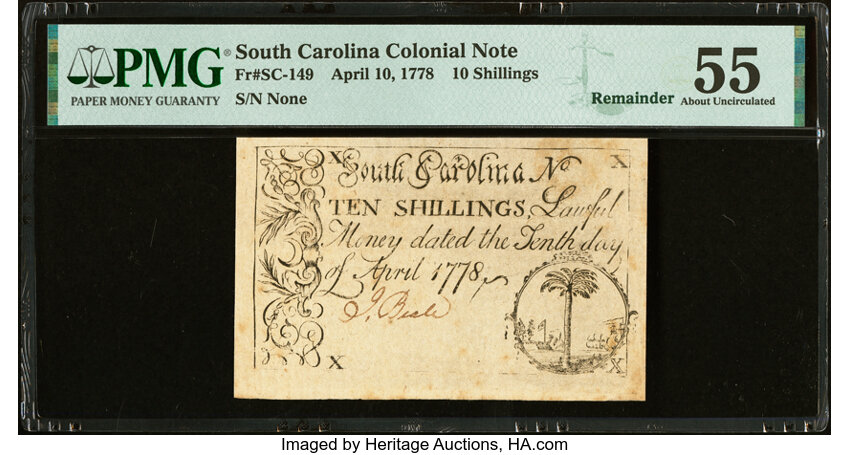 PMG®
PAPER MONEY GUARANTY
South Carolina Colonial Note
Fr#SC-149 April 10, 1778 10 Shillings
S/N None
Remainder
55
About Uncirculated
X South Carolina No X
TEN SHILLINGS, Lawful
Money dated the Tenth day
of April 1778
J. Beale
X X
Imaged by Heritage Auctions, HA.com